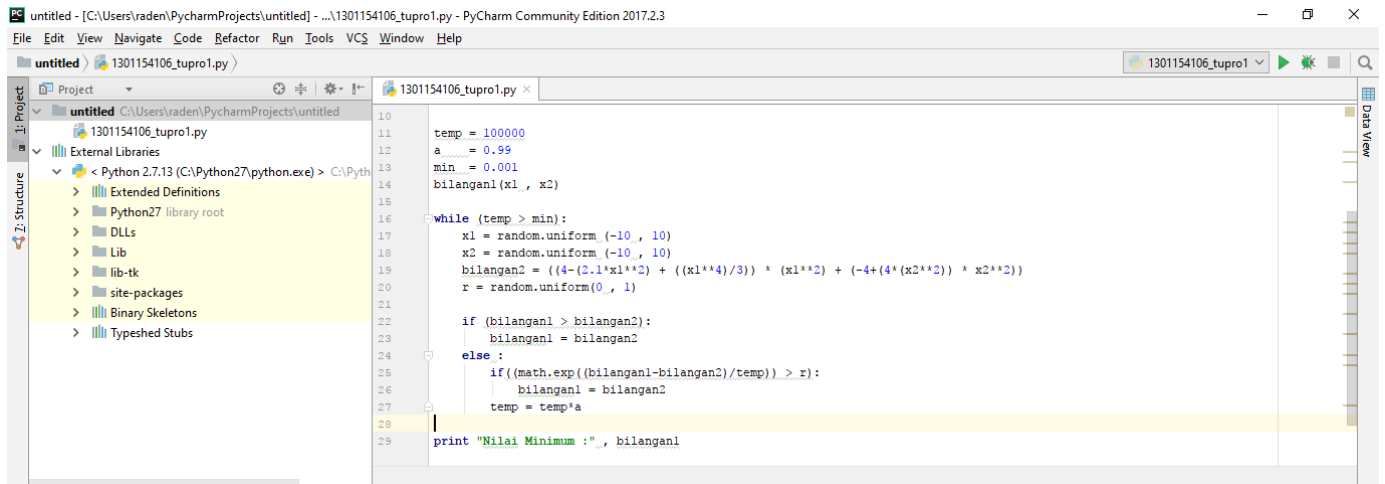 untitled - [C:\Users\raden\PycharmProjects\untitled] - ...\1301154106_tupro1.py - PyCharm Community Edition 2017.2.3
File Edit View Navigate Code Refactor Run Tools VCS Window Help
untitled 1301154106_tupro1.py 1301154106_tupro1
1: Project
Z: Structure
Project
untitled C:\Users\raden\PycharmProjects\untitled
1301154106_tupro1.py
External Libraries
< Python 2.7.13 (C:\Python27\python.exe) > C:\Pyth
Extended Definitions
Python27 library root
DLLs
Lib
lib-tk
site-packages
Binary Skeletons
Typeshed Stubs
1301154106_tupro1.py
10
11 temp = 100000
12 a    = 0.99
13 min  = 0.001
14 bilangan1(x1 , x2)
15
16 while (temp > min):
17     x1 = random.uniform (-10 , 10)
18     x2 = random.uniform (-10 , 10)
19     bilangan2 = ((4-(2.1*x1**2) + ((x1**4)/3)) * (x1**2) + (-4+(4*(x2**2)) * x2**2))
20     r = random.uniform(0 , 1)
21
22     if (bilangan1 > bilangan2):
23         bilangan1 = bilangan2
24     else :
25         if((math.exp((bilangan1-bilangan2)/temp)) > r):
26             bilangan1 = bilangan2
27         temp = temp*a
28
29 print "Nilai Minimum :" , bilangan1
Data View